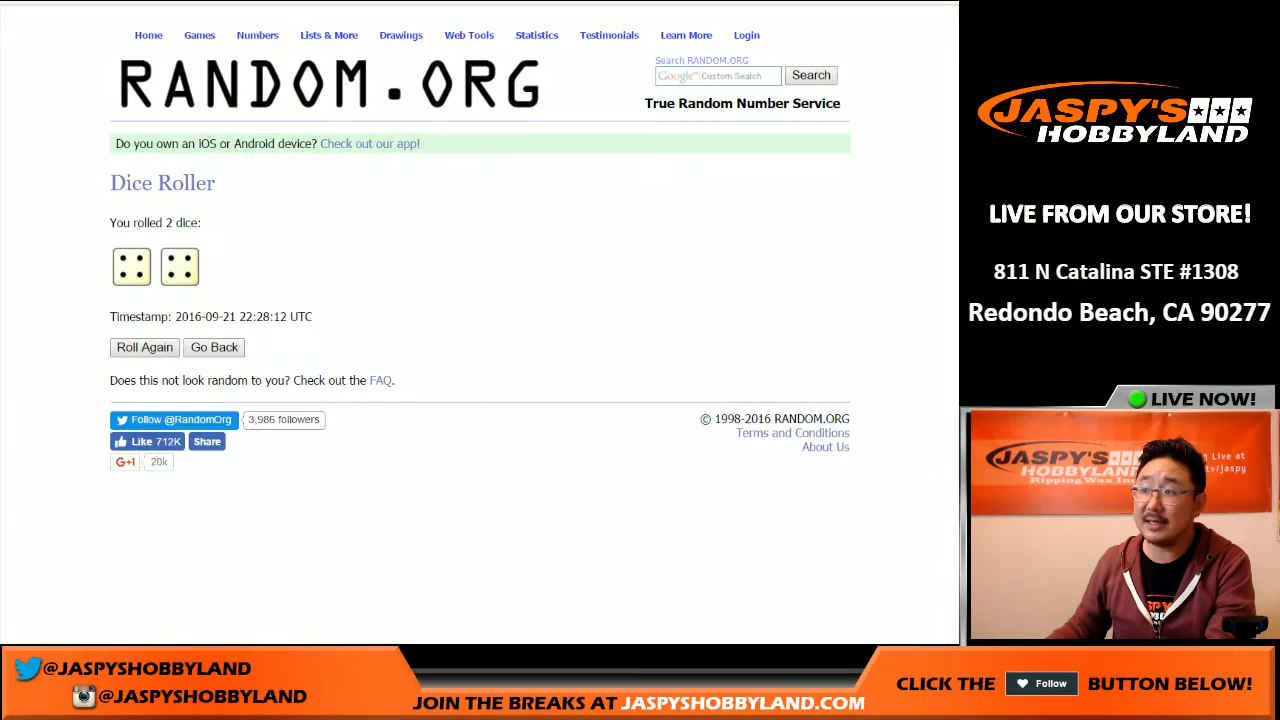 Home Games Numbers Lists & More Drawings Web Tools Statistics Testimonials Learn More Login
RANDOM.ORG
Search RANDOM.ORG
Google™ Custom Search Search
True Random Number Service
Do you own an iOS or Android device? Check out our app!
Dice Roller
You rolled 2 dice:
Timestamp: 2016-09-21 22:28:12 UTC
Roll Again Go Back
Does this not look random to you? Check out the FAQ.
Follow @RandomOrg 3,986 followers
Like 712K Share
G+1 20k
© 1998-2016 RANDOM.ORG
Terms and Conditions
About Us
JASPY'S
HOBBYLAND
LIVE FROM OUR STORE!
811 N Catalina STE #1308
Redondo Beach, CA 90277
LIVE NOW!
JASPY'S
HOBBYLAND
Ripping Wax
Live at
tv/jaspy
@JASPYSHOBBYLAND
@JASPYSHOBBYLAND
JOIN THE BREAKS AT JASPYSHOBBYLAND.COM
CLICK THE Follow BUTTON BELOW!